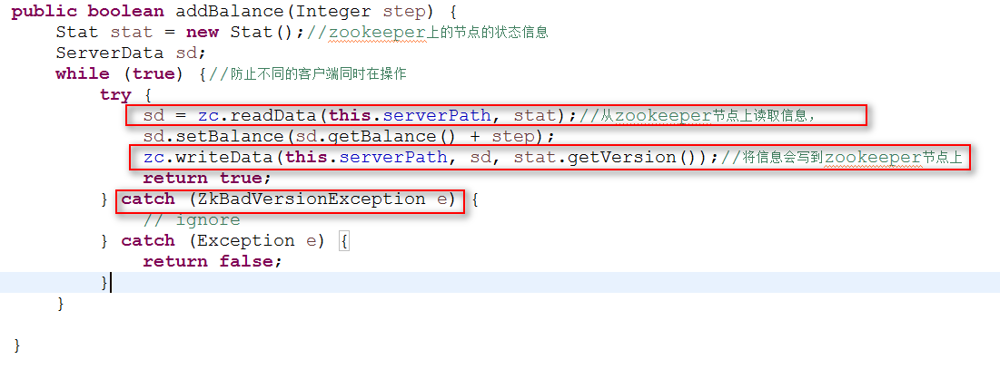 public boolean addBalance(Integer step) {
Stat stat = new Stat();//zookeeper上的节点的状态信息
ServerData sd;
while (true) {//防止不同的客户端同时在操作
try {
sd = zc.readData(this.serverPath, stat);//从zookeeper节点上读取信息，
sd.setBalance(sd.getBalance() + step);
zc.writeData(this.serverPath, sd, stat.getVersion());//将信息会写到zookeeper节点上
return true;
} catch (ZkBadVersionException e) {
// ignore
} catch (Exception e) {
return false;
}
}
}